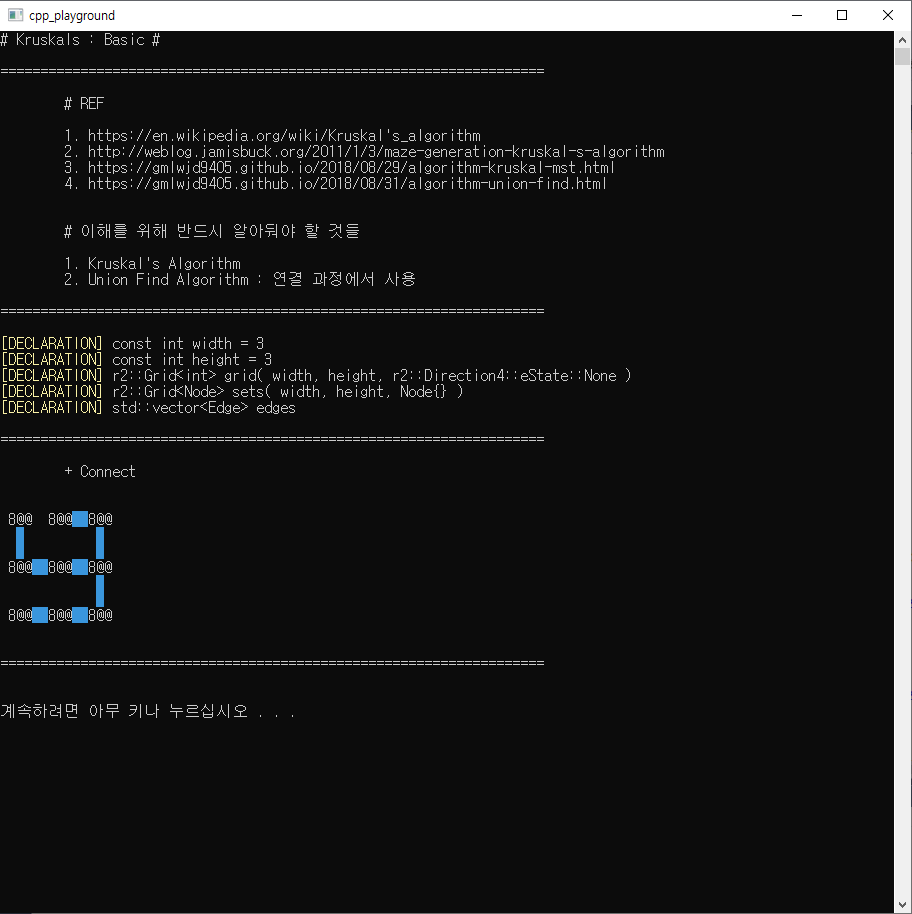 cpp_playground
# Kruskals : Basic #
====================================================================
# REF
1. https://en.wikipedia.org/wiki/Kruskal's_algorithm
2. http://weblog.jamisbuck.org/2011/1/3/maze-generation-kruskal-s-algorithm
3. https://gmlwjd9405.github.io/2018/08/29/algorithm-kruskal-mst.html
4. https://gmlwjd9405.github.io/2018/08/31/algorithm-union-find.html
# 이해를 위해 반드시 알아둬야 할 것들
1. Kruskal's Algorithm
2. Union Find Algorithm : 연결 과정에서 사용
====================================================================
[DECLARATION] const int width = 3
[DECLARATION] const int height = 3
[DECLARATION] r2::Grid<int> grid( width, height, r2::Direction4::eState::None )
[DECLARATION] r2::Grid<Node> sets( width, height, Node{} )
[DECLARATION] std::vector<Edge> edges
====================================================================
+ Connect
8@@ 8@@ 8@@
8@@ 8@@ 8@@
8@@ 8@@ 8@@
====================================================================
계속하려면 아무 키나 누르십시오 . . .